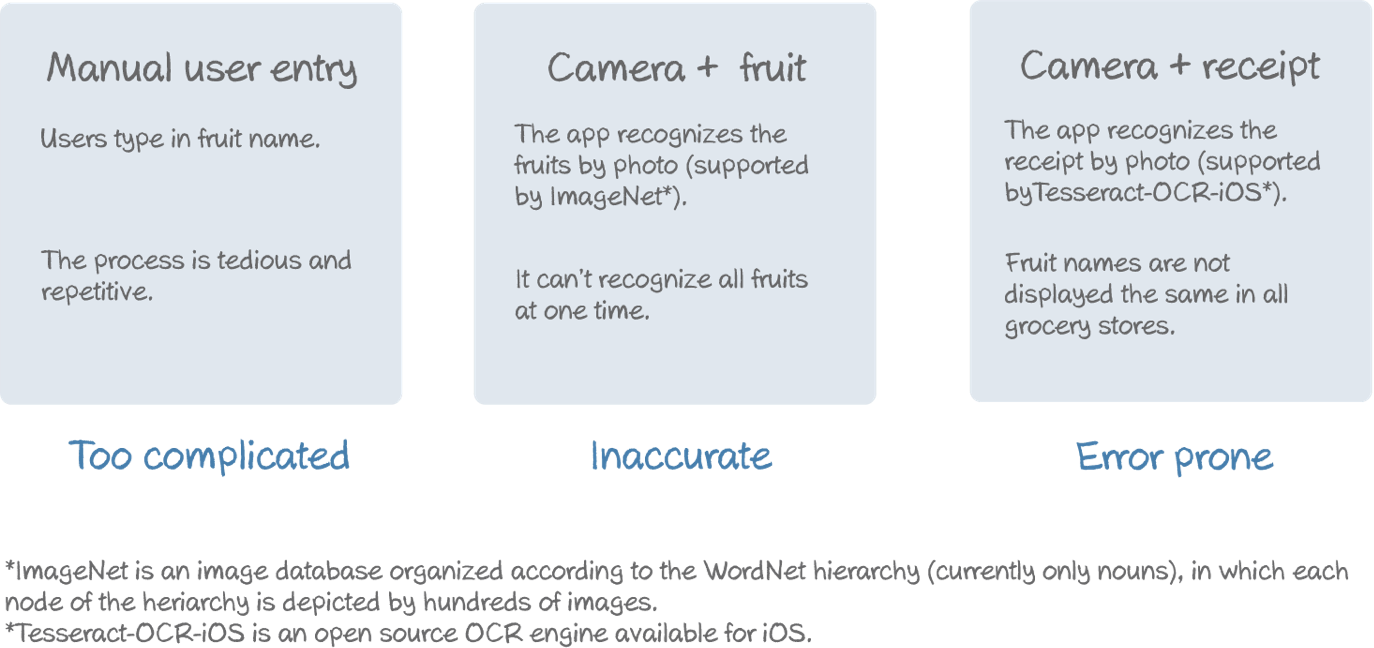 Manual user entry
Users type in fruit name.
The process is tedious and
repetitive.
Too complicated
Camera + fruit
The app recognizes the
fruits by photo (supported
by ImageNet*).
It can't recognize all fruits
at one time.
Inaccurate
Camera + receipt
The app recognizes the
receipt by photo (supported
byTesseract-OCR-iOS*).
Fruit names are not
displayed the same in all
grocery stores.
Error prone
*ImageNet is an image database organized according to the WordNet hierarchy (currently only nouns), in which each
node of the heriarchy is depicted by hundreds of images.
*Tesseract-OCR-iOS is an open source OCR engine available for iOS.